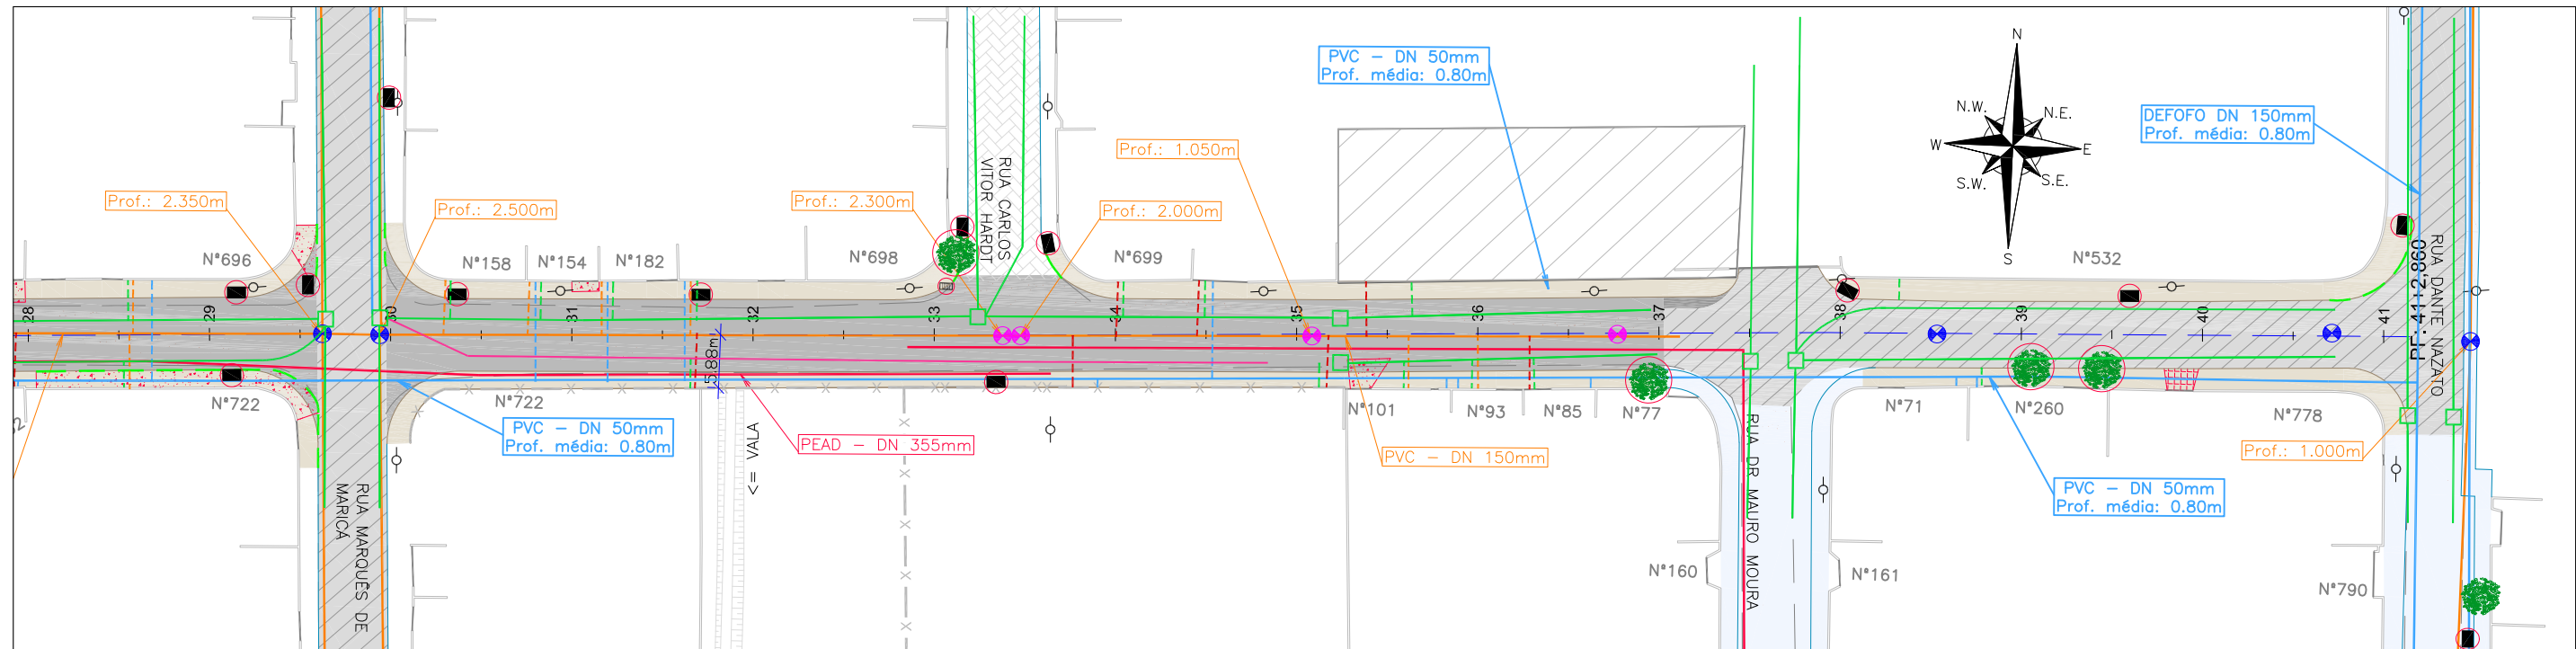 PVC - DN 50mm
Prof. média: 0.80m
DEFOFO DN 150mm
Prof. média: 0.80m
N
N.W.
N.E.
W
E
S.W.
S.E.
S
Prof.: 1.050m
Prof.: 2.350m
Prof.: 2.500m
Prof.: 2.300m
Prof.: 2.000m
RUA CARLOS
VITOR HARDT
N°696
N°158
N°154
N°182
N°698
N°699
N°532
28
29
30
31
32
33
34
35
36
37
38
39
40
41
PF: 4112,860
RUA DANTE NAZATO
5.88m
N°722
N°722
N°101
N°93
N°85
N°77
N°71
N°260
N°778
PVC - DN 50mm
Prof. média: 0.80m
PEAD - DN 355mm
PVC - DN 150mm
Prof.: 1.000m
PVC - DN 50mm
Prof. média: 0.80m
VALA =>
RUA MARQUÊS DE
MARICÁ
RUA DR MAURO MOURA
N°160
N°161
N°790